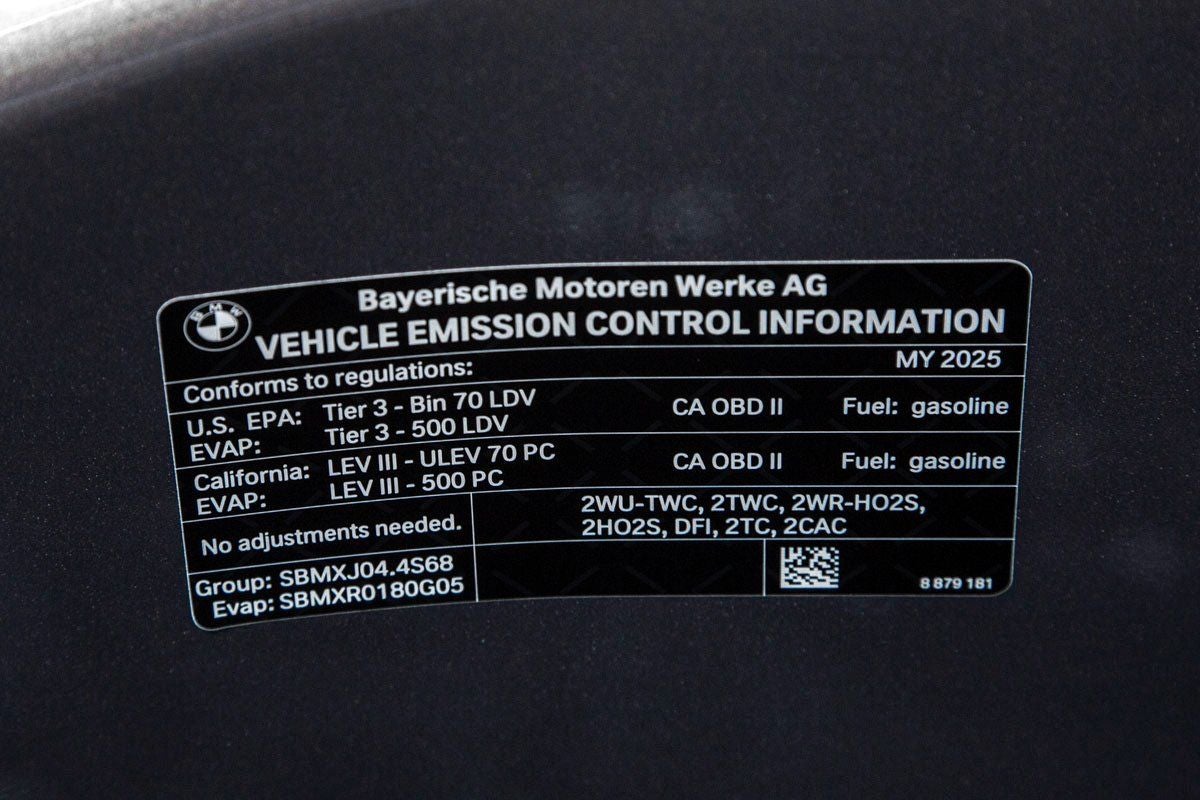 BMW
Bayerische Motoren Werke AG
VEHICLE EMISSION CONTROL INFORMATION
Conforms to regulations: MY 2025
U.S. EPA: Tier 3 - Bin 70 LDV CA OBD II Fuel: gasoline
EVAP: Tier 3 - 500 LDV
California: LEV III - ULEV 70 PC CA OBD II Fuel: gasoline
EVAP: LEV III - 500 PC
No adjustments needed.
2WU-TWC, 2TWC, 2WR-HO2S,
2HO2S, DFI, 2TC, 2CAC
Group: SBMXJ04.4S68
Evap: SBMXR0180G05
8 879 181